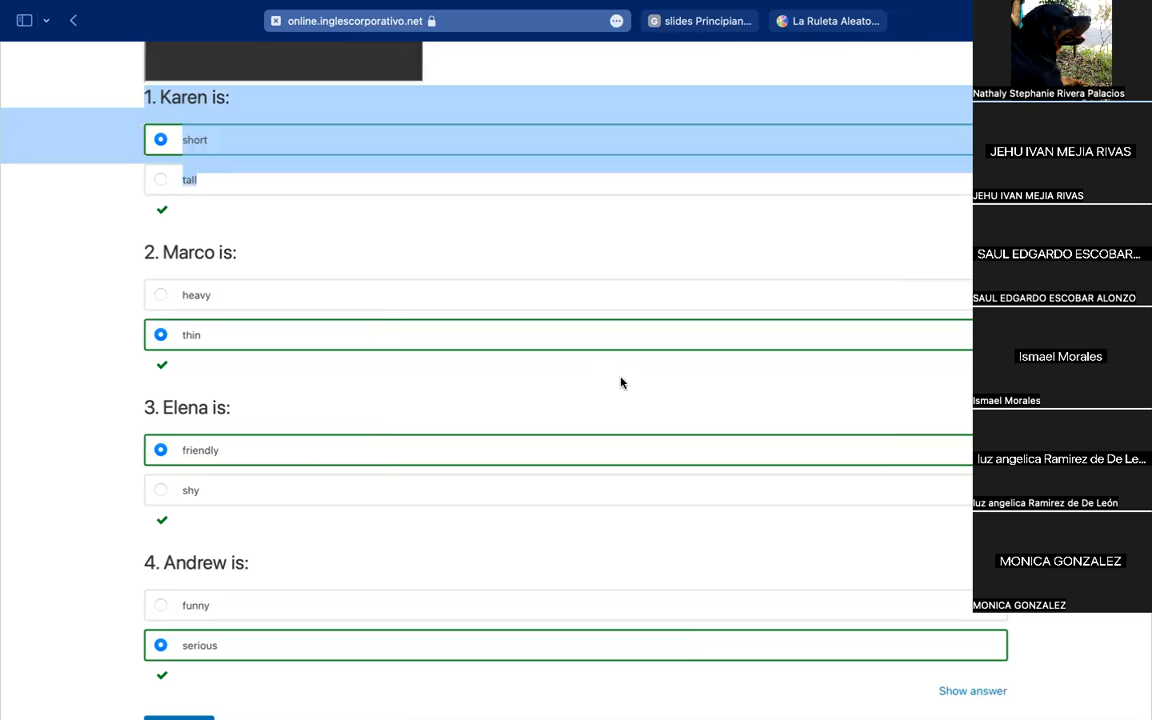 online.inglescorporativo.net
slides Principian...
La Ruleta Aleato...
1. Karen is:
short
tall
2. Marco is:
heavy
thin
3. Elena is:
friendly
shy
4. Andrew is:
funny
serious
Show answer
Nathaly Stephanie Rivera Palacios
JEHU IVAN MEJIA RIVAS
JEHU IVAN MEJIA RIVAS
SAUL EDGARDO ESCOBAR...
SAUL EDGARDO ESCOBAR ALONZO
Ismael Morales
Ismael Morales
luz angelica Ramirez de De Le...
luz angelica Ramirez de De León
MONICA GONZALEZ
MONICA GONZALEZ